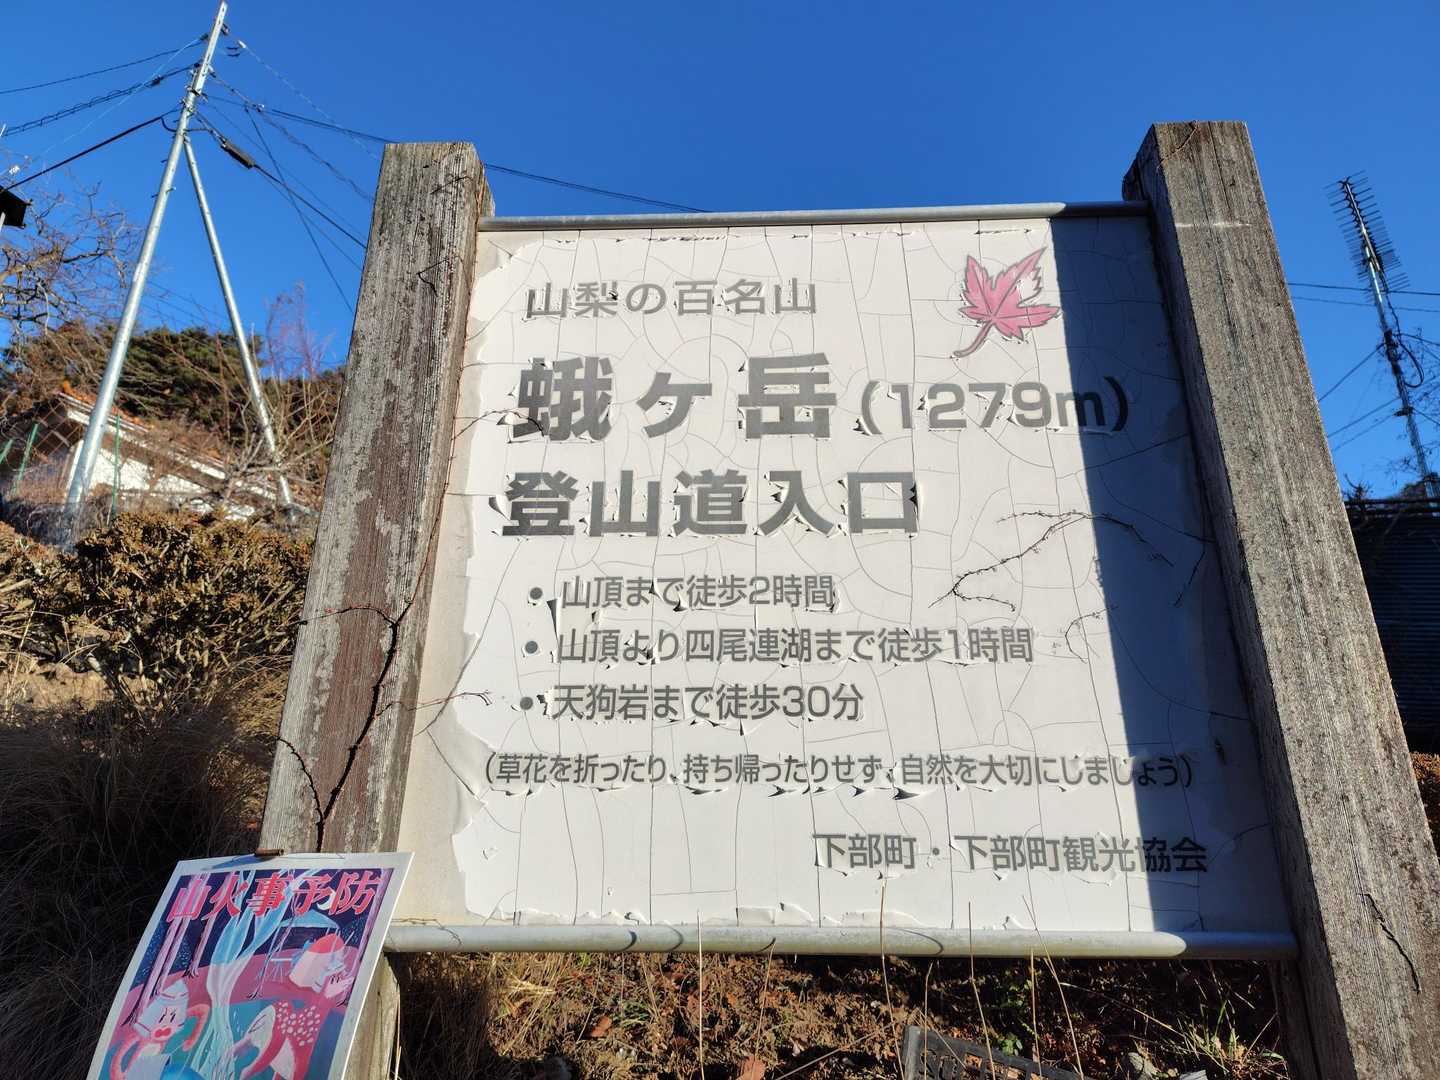 山梨の百名山
蛾ヶ岳(1279m)
登山道入口
• 山頂まで徒歩2時間
• 山頂より四尾連湖まで徒歩1時間
• 天狗岩まで徒歩30分
(草花を折ったり、持ち帰ったりせず、自然を大切にしましょう)
下部町・下部町観光協会
山火事予防